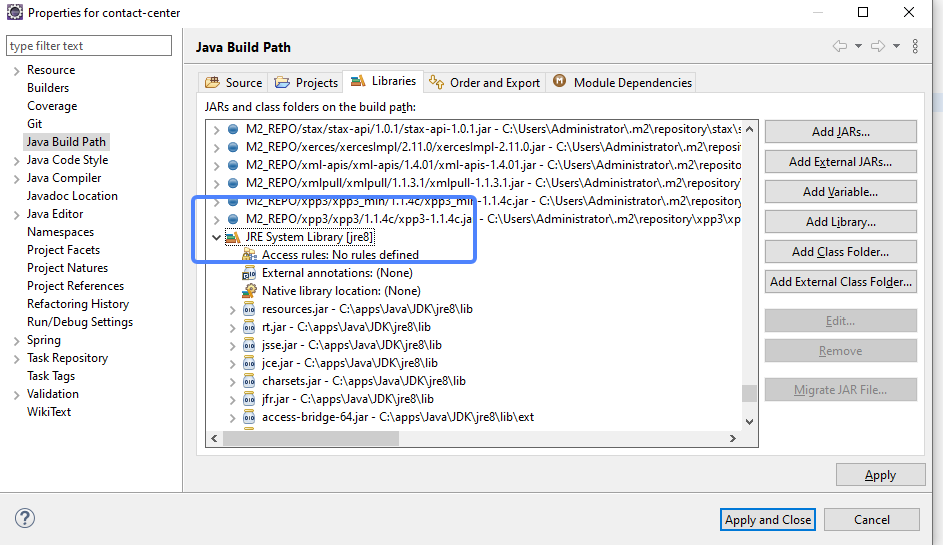 Properties for contact-center
type filter text
Resource
Builders
Coverage
Git
Java Build Path
Java Code Style
Java Compiler
Javadoc Location
Java Editor
Namespaces
Project Facets
Project Natures
Project References
Refactoring History
Run/Debug Settings
Spring
Task Repository
Task Tags
Validation
WikiText
Java Build Path
Source Projects Libraries Order and Export Module Dependencies
JARs and class folders on the build path:
M2_REPO/stax/stax-api/1.0.1/stax-api-1.0.1.jar - C:\Users\Administrator\.m2\repository\stax\s
M2_REPO/xerces/xercesImpl/2.11.0/xercesImpl-2.11.0.jar - C:\Users\Administrator\.m2\reposito
M2_REPO/xml-apis/xml-apis/1.4.01/xml-apis-1.4.01.jar - C:\Users\Administrator\.m2\repositor
M2_REPO/xmlpull/xmlpull/1.1.3.1/xmlpull-1.1.3.1.jar - C:\Users\Administrator\.m2\repository
M2_REPO/xpp3/xpp3_min/1.1.4c/xpp3_min-1.1.4c.jar - C:\Users\Administrator\.m2\repositor
M2_REPO/xpp3/xpp3/1.1.4c/xpp3-1.1.4c.jar - C:\Users\Administrator\.m2\repository\xpp3\xp
JRE System Library [jre8]
Access rules: No rules defined
External annotations: (None)
Native library location: (None)
resources.jar - C:\apps\Java\JDK\jre8\lib
rt.jar - C:\apps\Java\JDK\jre8\lib
jsse.jar - C:\apps\Java\JDK\jre8\lib
jce.jar - C:\apps\Java\JDK\jre8\lib
charsets.jar - C:\apps\Java\JDK\jre8\lib
jfr.jar - C:\apps\Java\JDK\jre8\lib
access-bridge-64.jar - C:\apps\Java\JDK\jre8\lib\ext
Add JARs...
Add External JARs...
Add Variable...
Add Library...
Add Class Folder...
Add External Class Folder...
Edit...
Remove
Migrate JAR File...
Apply
Apply and Close
Cancel